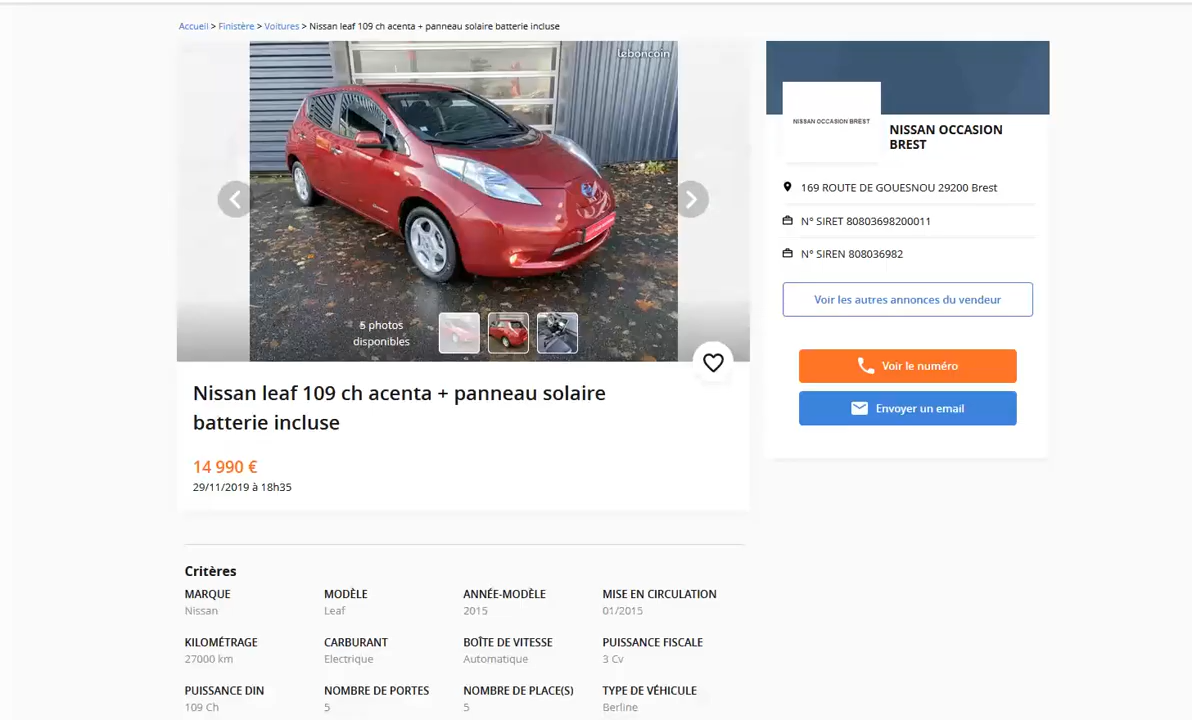 Accueil > Finistère > Voitures > Nissan leaf 109 ch acenta + panneau solaire batterie incluse
leboncoin
NISSAN OCCASION BREST
NISSAN OCCASION
BREST
169 ROUTE DE GOUESNOU 29200 Brest
N° SIRET 80803698200011
N° SIREN 808036982
Voir les autres annonces du vendeur
5 photos
disponibles
Voir le numéro
Envoyer un email
Nissan leaf 109 ch acenta + panneau solaire
batterie incluse
14 990 €
29/11/2019 à 18h35
Critères
MARQUE MODÈLE ANNÉE-MODÈLE MISE EN CIRCULATION
Nissan Leaf 2015 01/2015
KILOMÉTRAGE CARBURANT BOÎTE DE VITESSE PUISSANCE FISCALE
27000 km Electrique Automatique 3 Cv
PUISSANCE DIN NOMBRE DE PORTES NOMBRE DE PLACE(S) TYPE DE VÉHICULE
109 Ch 5 5 Berline